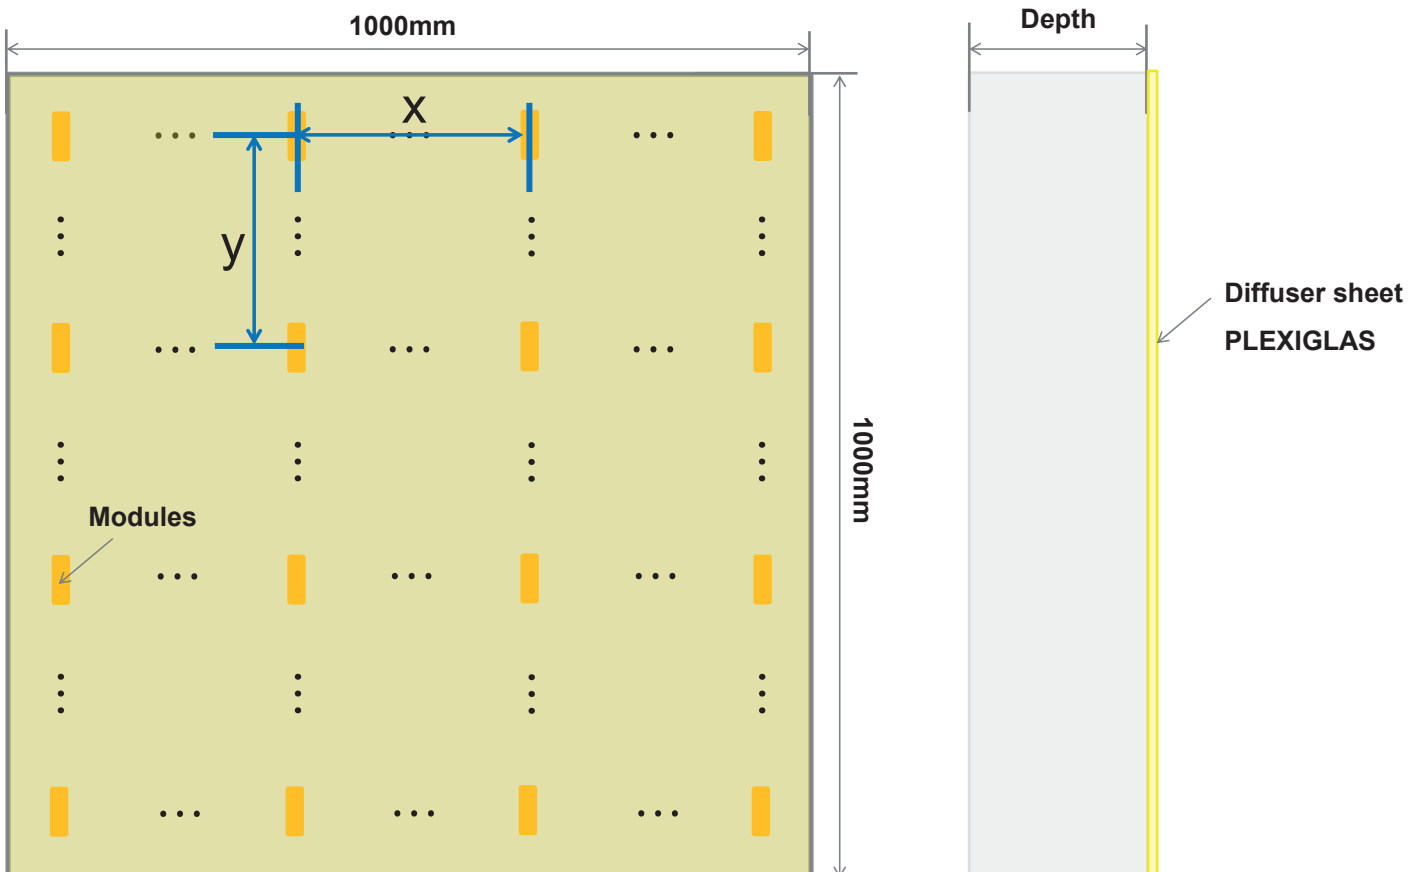 1000mm
Depth
x
y
Diffuser sheet
PLEXIGLAS
1000mm
Modules